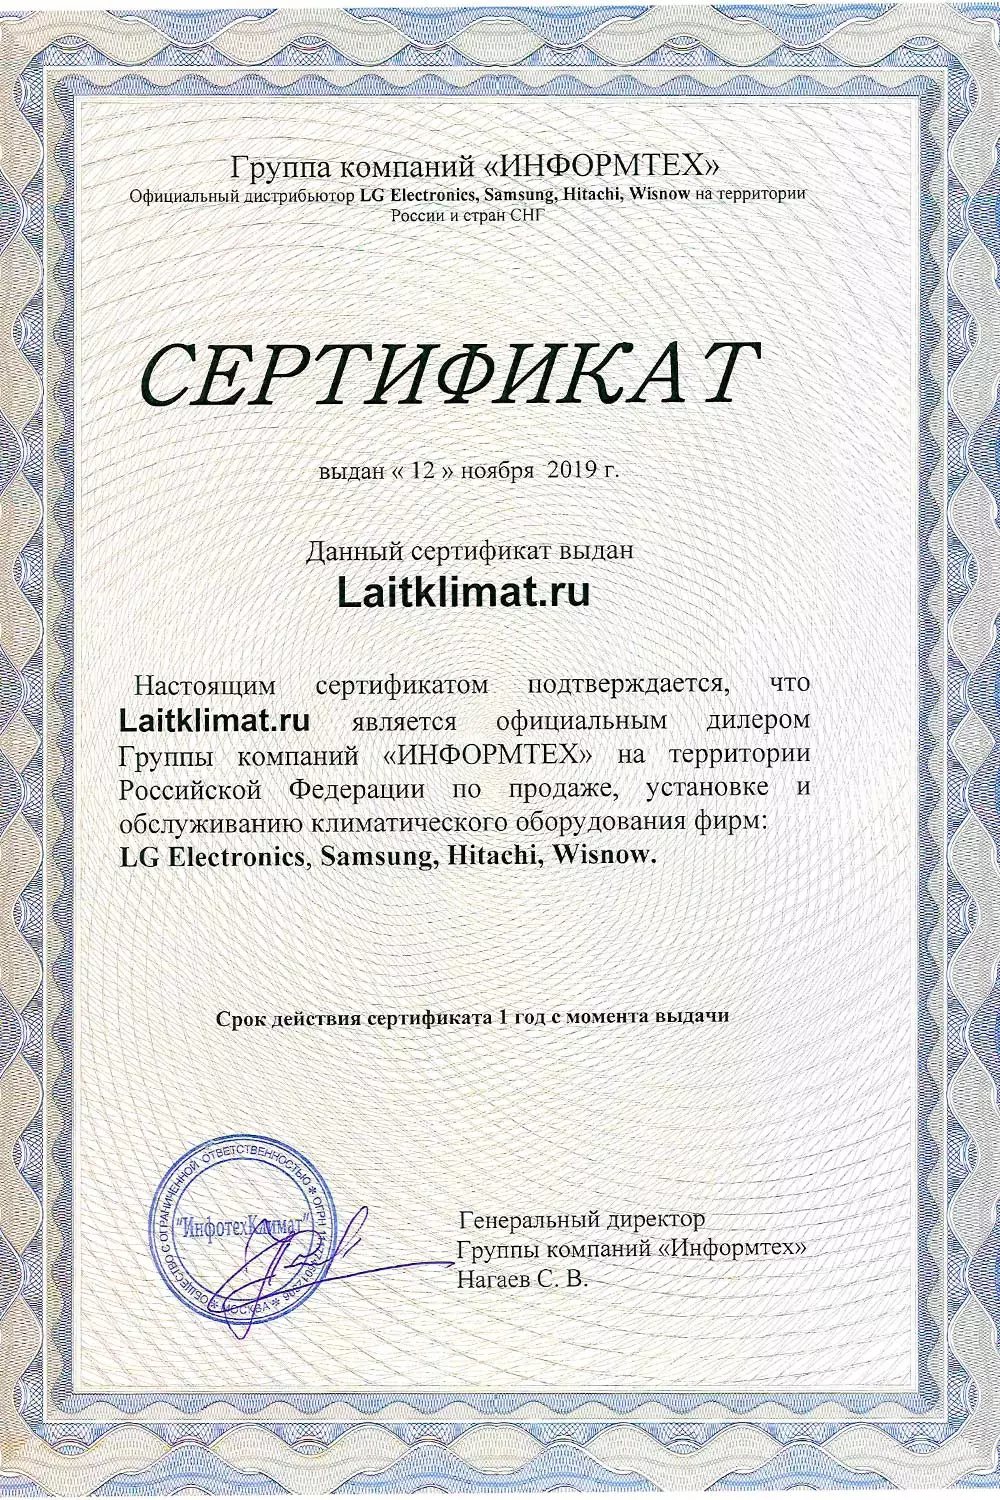 Группа компаний «ИНФОРМТЕХ»
Официальный дистрибьютор LG Electronics, Samsung, Hitachi, Wisnow на территории
России и стран СНГ
СЕРТИФИКАТ
выдан « 12 » ноября 2019 г.
Данный сертификат выдан
Laitklimat.ru
Настоящим сертификатом подтверждается, что
Laitklimat.ru является официальным дилером
Группы компаний «ИНФОРМТЕХ» на территории
Российской Федерации по продаже, установке и
обслуживанию климатического оборудования фирм:
LG Electronics, Samsung, Hitachi, Wisnow.
Срок действия сертификата 1 год с момента выдачи
ОБЩЕСТВО С ОГРАНИЧЕННОЙ ОТВЕТСТВЕННОСТЬЮ * ОГРН
"ИнфотехКлимат"
* МОСКВА *
Генеральный директор
Группы компаний «Информтех»
Нагаев С. В.